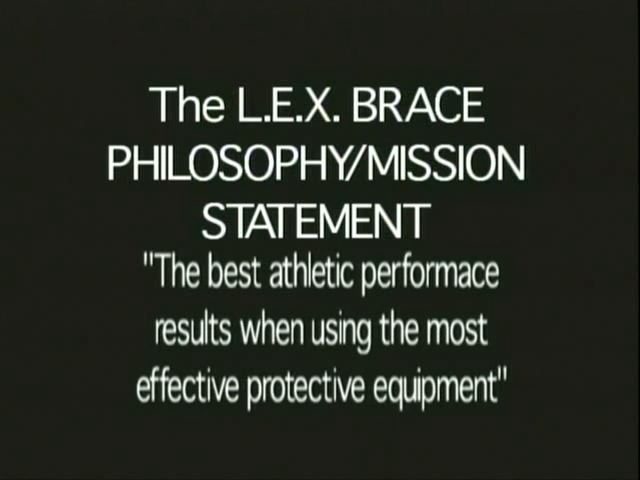 The L.E.X. BRACE
PHILOSOPHY/MISSION
STATEMENT
"The best athletic performace
results when using the most
effective protective equipment"